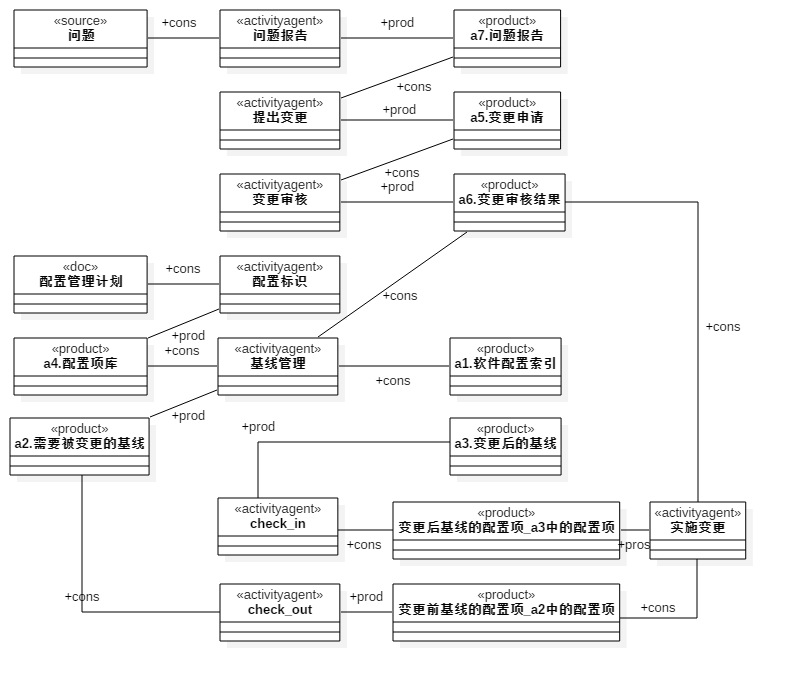 «source»
问题
+cons
«activityagent»
问题报告
+prod
«product»
a7.问题报告
+cons
«activityagent»
提出变更
+prod
«product»
a5.变更申请
+cons
«activityagent»
变更审核
+prod
«product»
a6.变更审核结果
«doc»
配置管理计划
+cons
«activityagent»
配置标识
+cons
+cons
+prod
«product»
a4.配置项库
+cons
«activityagent»
基线管理
+cons
«product»
a1.软件配置索引
+prod
«product»
a2.需要被变更的基线
+prod
«product»
a3.变更后的基线
«activityagent»
check_in
+cons
«product»
变更后基线的配置项_a3中的配置项
+pros
«activityagent»
实施变更
+cons
«activityagent»
check_out
+prod
«product»
变更前基线的配置项_a2中的配置项
+cons